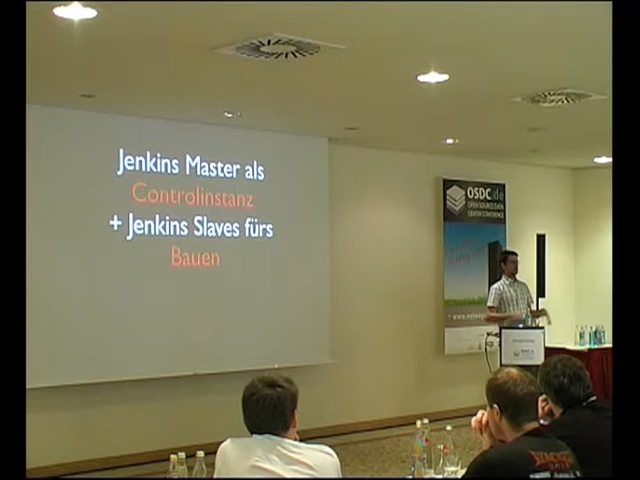 Jenkins Master als
Controlinstanz
+ Jenkins Slaves fürs
Bauen
OSDC.de
OPEN SOURCE DATA
CENTER CONFERENCE